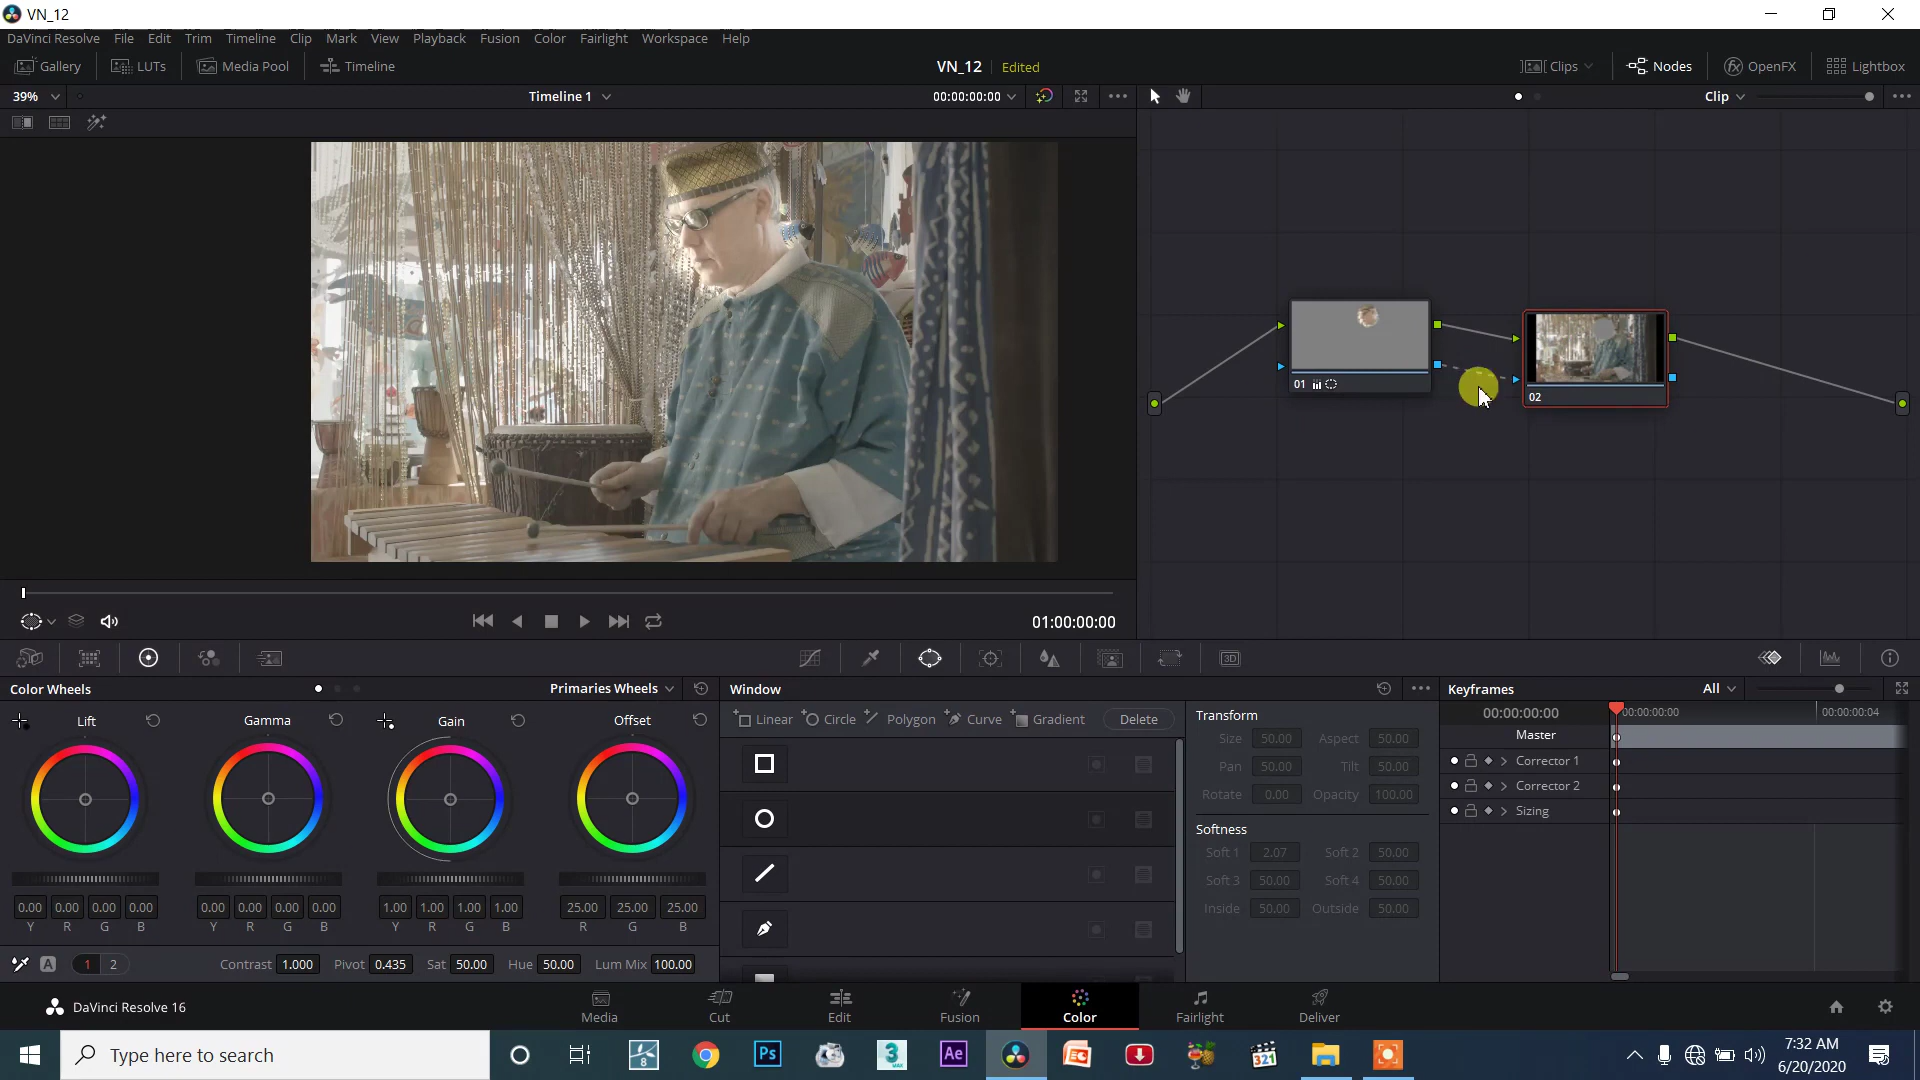 VN_12
DaVinci Resolve File Edit Trim Timeline Clip Mark View Playback Fusion Color Fairlight Workspace Help
Gallery LUTs Media Pool Timeline VN_12 Edited Clips Nodes OpenFX Lightbox
39% Timeline 1 00:00:00:00 Clip
01
02
01:00:00:00
Color Wheels Primaries Wheels Window Keyframes All
Lift Gamma Gain Offset
Linear Circle Polygon Curve Gradient Delete
Transform
Size 50.00 Aspect 50.00
Pan 50.00 Tilt 50.00
Rotate 0.00 Opacity 100.00
Softness
Soft 1 2.07 Soft 2 50.00
Soft 3 50.00 Soft 4 50.00
Inside 50.00 Outside 50.00
00:00:00:00 00:00:00:00 00:00:00:04
Master
Corrector 1
Corrector 2
Sizing
0.00 0.00 0.00 0.00 0.00 0.00 0.00 0.00 1.00 1.00 1.00 1.00 25.00 25.00 25.00
Y R G B Y R G B Y R G B R G B
A 1 2 Contrast 1.000 Pivot 0.435 Sat 50.00 Hue 50.00 Lum Mix 100.00
DaVinci Resolve 16 Media Cut Edit Fusion Color Fairlight Deliver
Type here to search
8
Ps
3
MAX
Ae
321
7:32 AM
6/20/2020
fx
3D